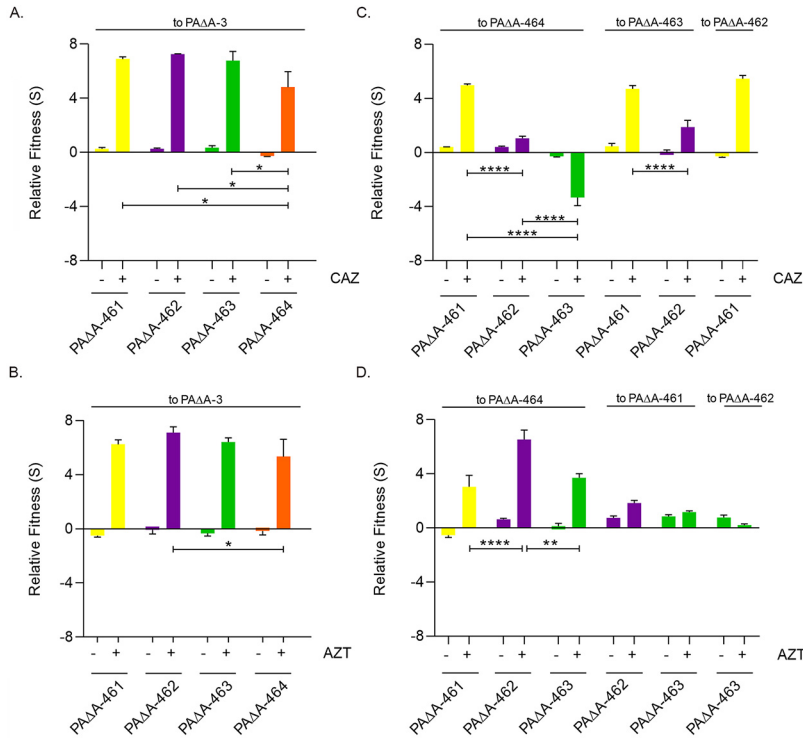 A.
to PAΔA-3
Relative Fitness (S)
8
4
0
-4
-8
*
*
*
- + - + - + - + CAZ
PAΔA-461 PAΔA-462 PAΔA-463 PAΔA-464
C.
to PAΔA-464 to PAΔA-463 to PAΔA-462
Relative Fitness (S)
8
4
0
-4
-8
**** ****
****
****
- + - + - + - + - + - + CAZ
PAΔA-461 PAΔA-462 PAΔA-463 PAΔA-461 PAΔA-462 PAΔA-461
B.
to PAΔA-3
Relative Fitness (S)
8
4
0
-4
-8
*
- + - + - + - + AZT
PAΔA-461 PAΔA-462 PAΔA-463 PAΔA-464
D.
to PAΔA-464 to PAΔA-461 to PAΔA-462
Relative Fitness (S)
8
4
0
-4
-8
**** **
- + - + - + - + - + - + AZT
PAΔA-461 PAΔA-462 PAΔA-463 PAΔA-462 PAΔA-463 PAΔA-463